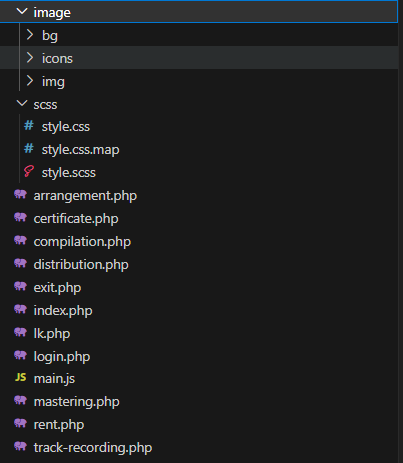 image
bg
icons
img
scss
# style.css
# style.css.map
style.scss
arrangement.php
certificate.php
compilation.php
distribution.php
exit.php
index.php
lk.php
login.php
JS main.js
mastering.php
rent.php
track-recording.php